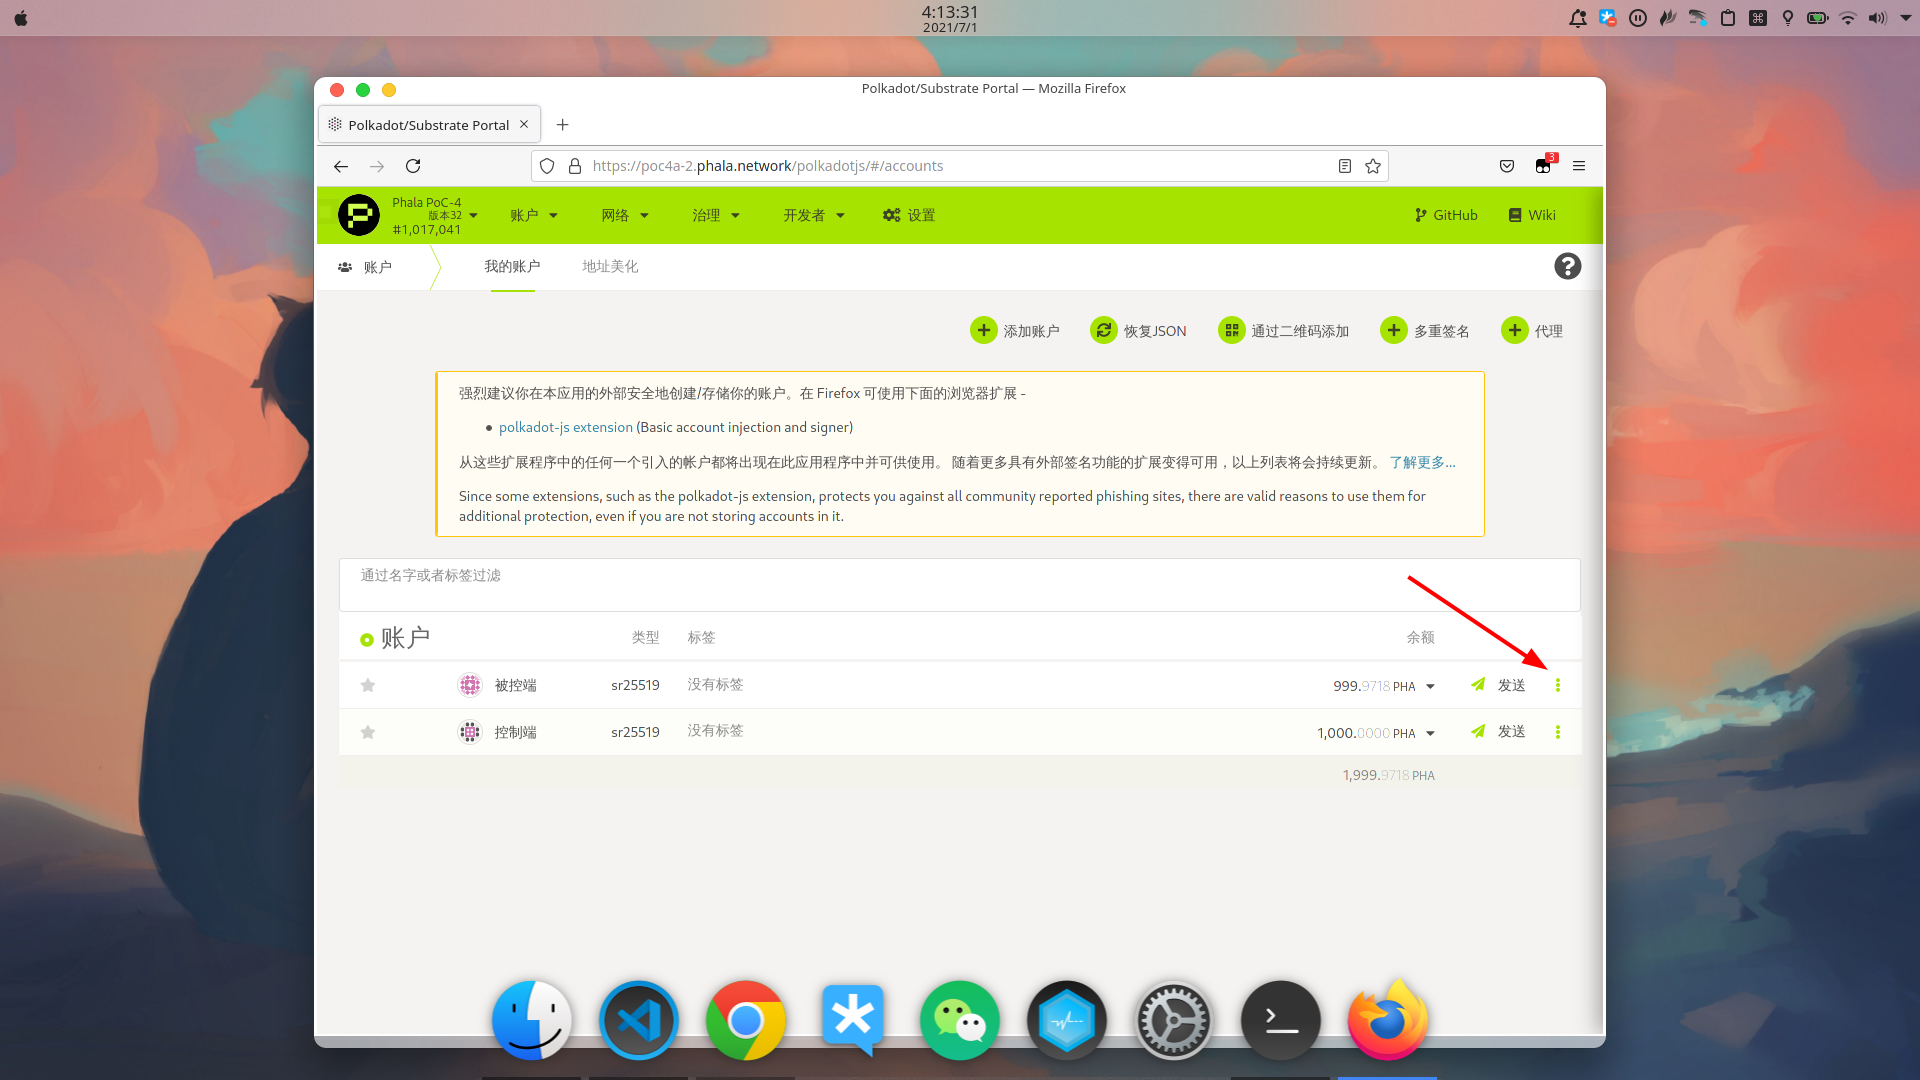 4:13:31
2021/7/1
Polkadot/Substrate Portal — Mozilla Firefox
Polkadot/Substrate Portal
https://poc4a-2.phala.network/polkadotjs/#/accounts
3
Phala PoC-4
版本32
#1,017,041
账户
网络
治理
开发者
设置
GitHub
Wiki
账户
我的账户
地址美化
添加账户
恢复JSON
通过二维码添加
多重签名
代理
强烈建议你在本应用的外部安全地创建/存储你的账户。在 Firefox 可使用下面的浏览器扩展 -
polkadot-js extension (Basic account injection and signer)
从这些扩展程序中的任何一个引入的帐户都将出现在此应用程序中并可供使用。 随着更多具有外部签名功能的扩展变得可用，以上列表将会持续更新。 了解更多...
Since some extensions, such as the polkadot-js extension, protects you against all community reported phishing sites, there are valid reasons to use them for
additional protection, even if you are not storing accounts in it.
通过名字或者标签过滤
账户 类型 标签 余额
被控端 sr25519 没有标签 999.9718 PHA 发送
控制端 sr25519 没有标签 1,000.0000 PHA 发送
1,999.9718 PHA